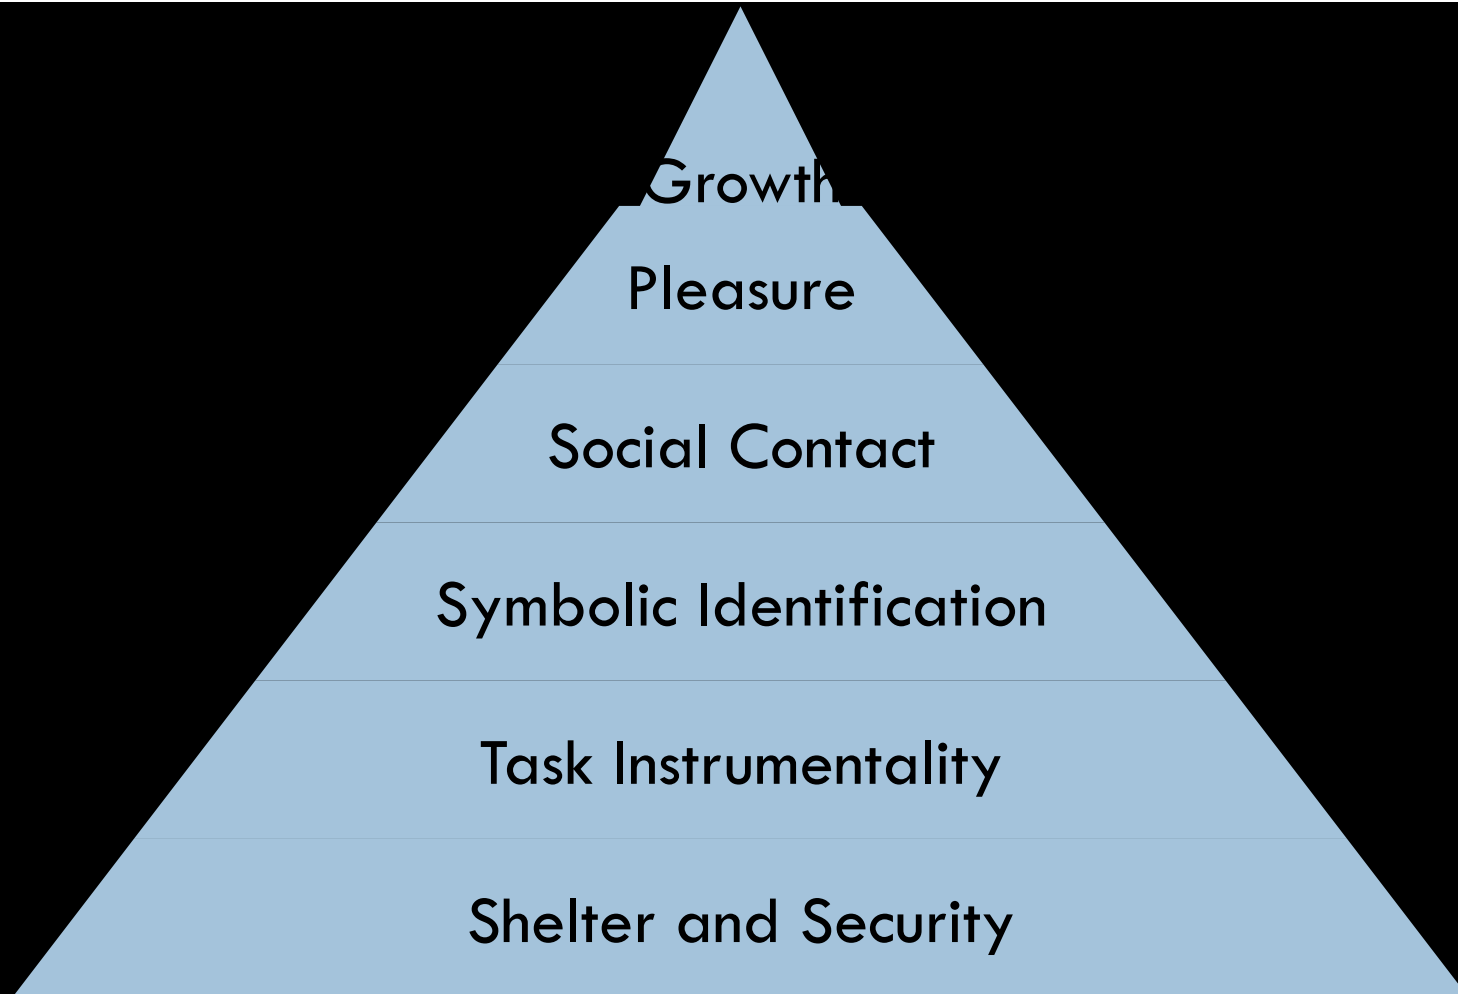 Growth
Pleasure
Social Contact
Symbolic Identification
Task Instrumentality
Shelter and Security